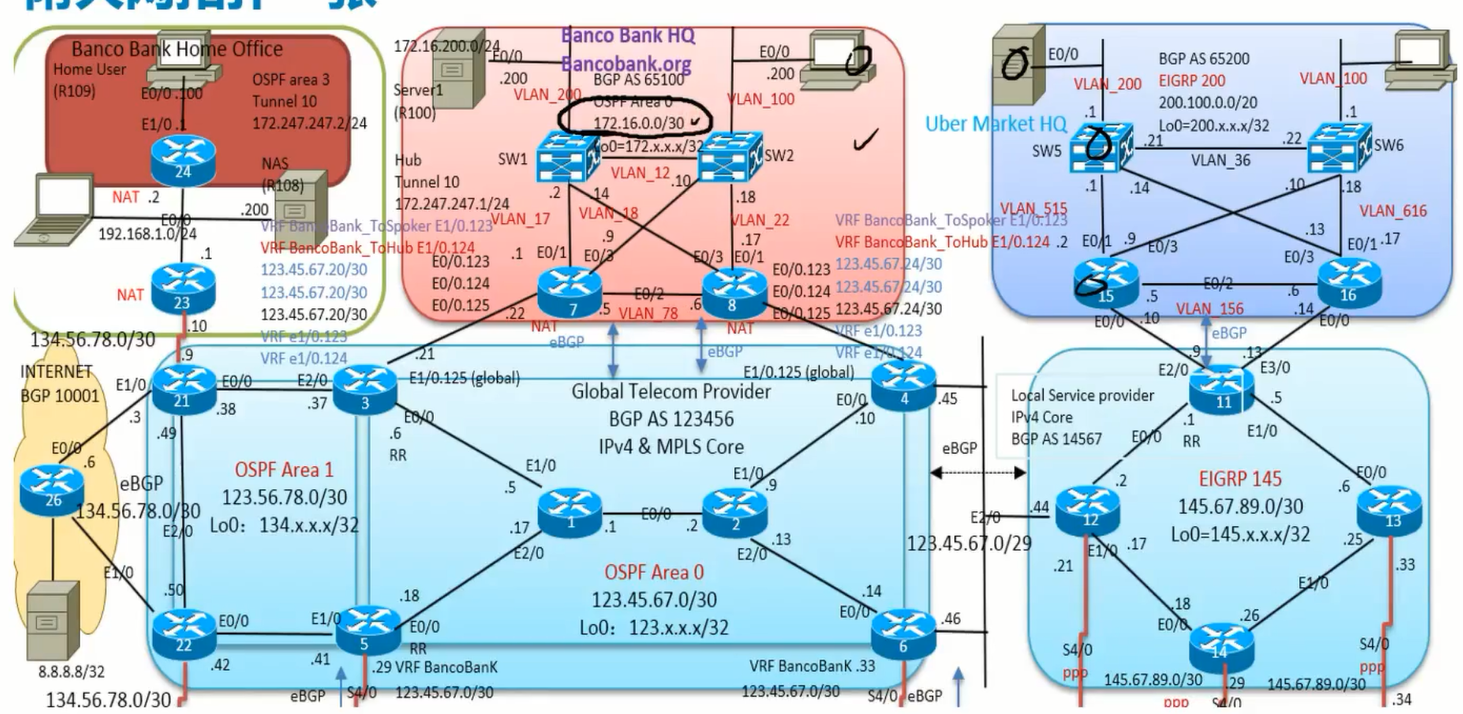 Banco Bank Home Office
Home User
(R109)
E0/0 .100
OSPF area 3
Tunnel 10
172.247.247.2/24
E1/0 .1
24
NAS
(R108)
NAT .2
E0/0
.200
192.168.1.0/24
.1
NAT
23
.10
VRF BancoBank_ToSpoker E1/0.123
VRF BancoBank_ToHub E1/0.124
123.45.67.20/30
123.45.67.20/30
123.45.67.20/30
VRF e1/0.123
VRF e1/0.124
134.56.78.0/30
.9
172.16.200.0/24
E0/0
.200
Server1
(R100)
VLAN_200
Banco Bank HQ
Bancobank.org
BGP AS 65100
OSPF Area 0
172.16.0.0/30
Lo0=172.x.x.x/32
E0/0
.200
VLAN_100
SW1
SW2
VLAN_12
Hub
Tunnel 10
172.247.247.1/24
.2
.14
.10
.18
VLAN_17
VLAN_18
VLAN_22
.9
.17
.1
E0/1
E0/3
E0/3
E0/1
E0/0.123
E0/0.124
E0/0.125
7
8
E0/2
.5
VLAN_78
.6
.22
NAT
NAT
E0/0.123
E0/0.124
E0/0.125
eBGP
eBGP
VRF BancoBank_ToSpoker E1/0.123
VRF BancoBank_ToHub E1/0.124
123.45.67.24/30
123.45.67.24/30
123.45.67.24/30
VRF e1/0.123
VRF e1/0.124
Uber Market HQ
E0/0
VLAN_200
.1
BGP AS 65200
EIGRP 200
200.100.0.0/20
Lo0=200.x.x.x/32
VLAN_100
.1
SW5
SW6
.21
.22
VLAN_36
.1
.14
.10
.18
VLAN_515
VLAN_616
.2
E0/1
.9
E0/3
.13
E0/3
E0/1
.17
15
16
E0/2
.5
.6
VLAN_156
.10
.14
E0/0
E0/0
eBGP
INTERNET
BGP 10001
E1/0
.3
E0/0
.6
26
eBGP
134.56.78.0/30
E1/0
8.8.8.8/32
134.56.78.0/30
21
E0/0
.38
.49
E2/0
.37
3
.21
E1/0.125 (global)
E0/0
.6
RR
OSPF Area 1
123.56.78.0/30
Lo0：134.x.x.x/32
E2/0
.50
22
E0/0
.42
E1/0
.41
5
.18
E0/0
RR
.29
VRF BancoBanK
123.45.67.0/30
eBGP
S4/0
Global Telecom Provider
BGP AS 123456
IPv4 & MPLS Core
E1/0
.5
1
.17
E2/0
.1
E0/0
.2
2
E1/0
.9
E2/0
.13
OSPF Area 0
123.45.67.0/30
Lo0：123.x.x.x/32
E1/0.125 (global)
4
E0/0
.10
.45
.14
E0/0
6
.46
VRF BancoBanK .33
123.45.67.0/30
S4/0
eBGP
eBGP
E2/0
.44
123.45.67.0/29
Local Service provider
IPv4 Core
BGP AS 14567
.9
.13
E2/0
E3/0
11
.1
RR
.5
E0/0
E1/0
.2
E0/0
.6
12
13
EIGRP 145
145.67.89.0/30
Lo0=145.x.x.x/32
E1/0
.17
.21
.25
.33
E1/0
.18
E0/0
.26
14
S4/0
ppp
S4/0
ppp
145.67.89.0/30
.29
145.67.89.0/30
.34
ppp
S4/0